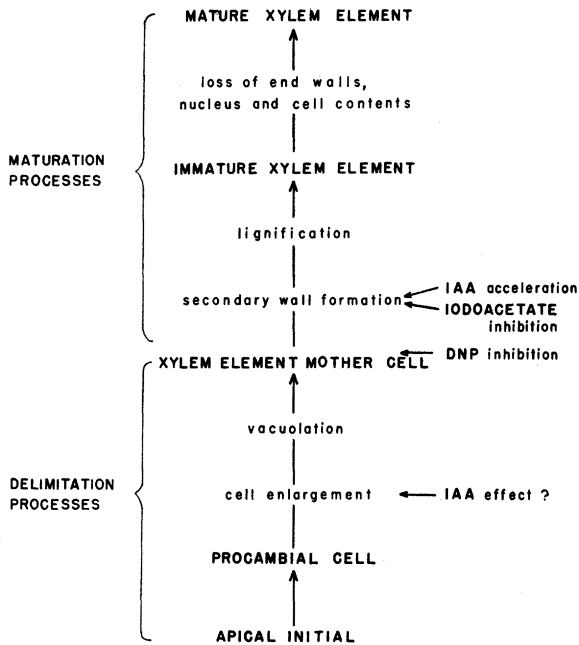 MATURE XYLEM ELEMENT
loss of end walls,
nucleus and cell contents
MATURATION
PROCESSES
IMMATURE XYLEM ELEMENT
lignification
secondary wall formation
IAA acceleration
IODOACETATE
inhibition
XYLEM ELEMENT MOTHER CELL
DNP inhibition
vacuolation
DELIMITATION
PROCESSES
cell enlargement
IAA effect ?
PROCAMBIAL CELL
APICAL INITIAL